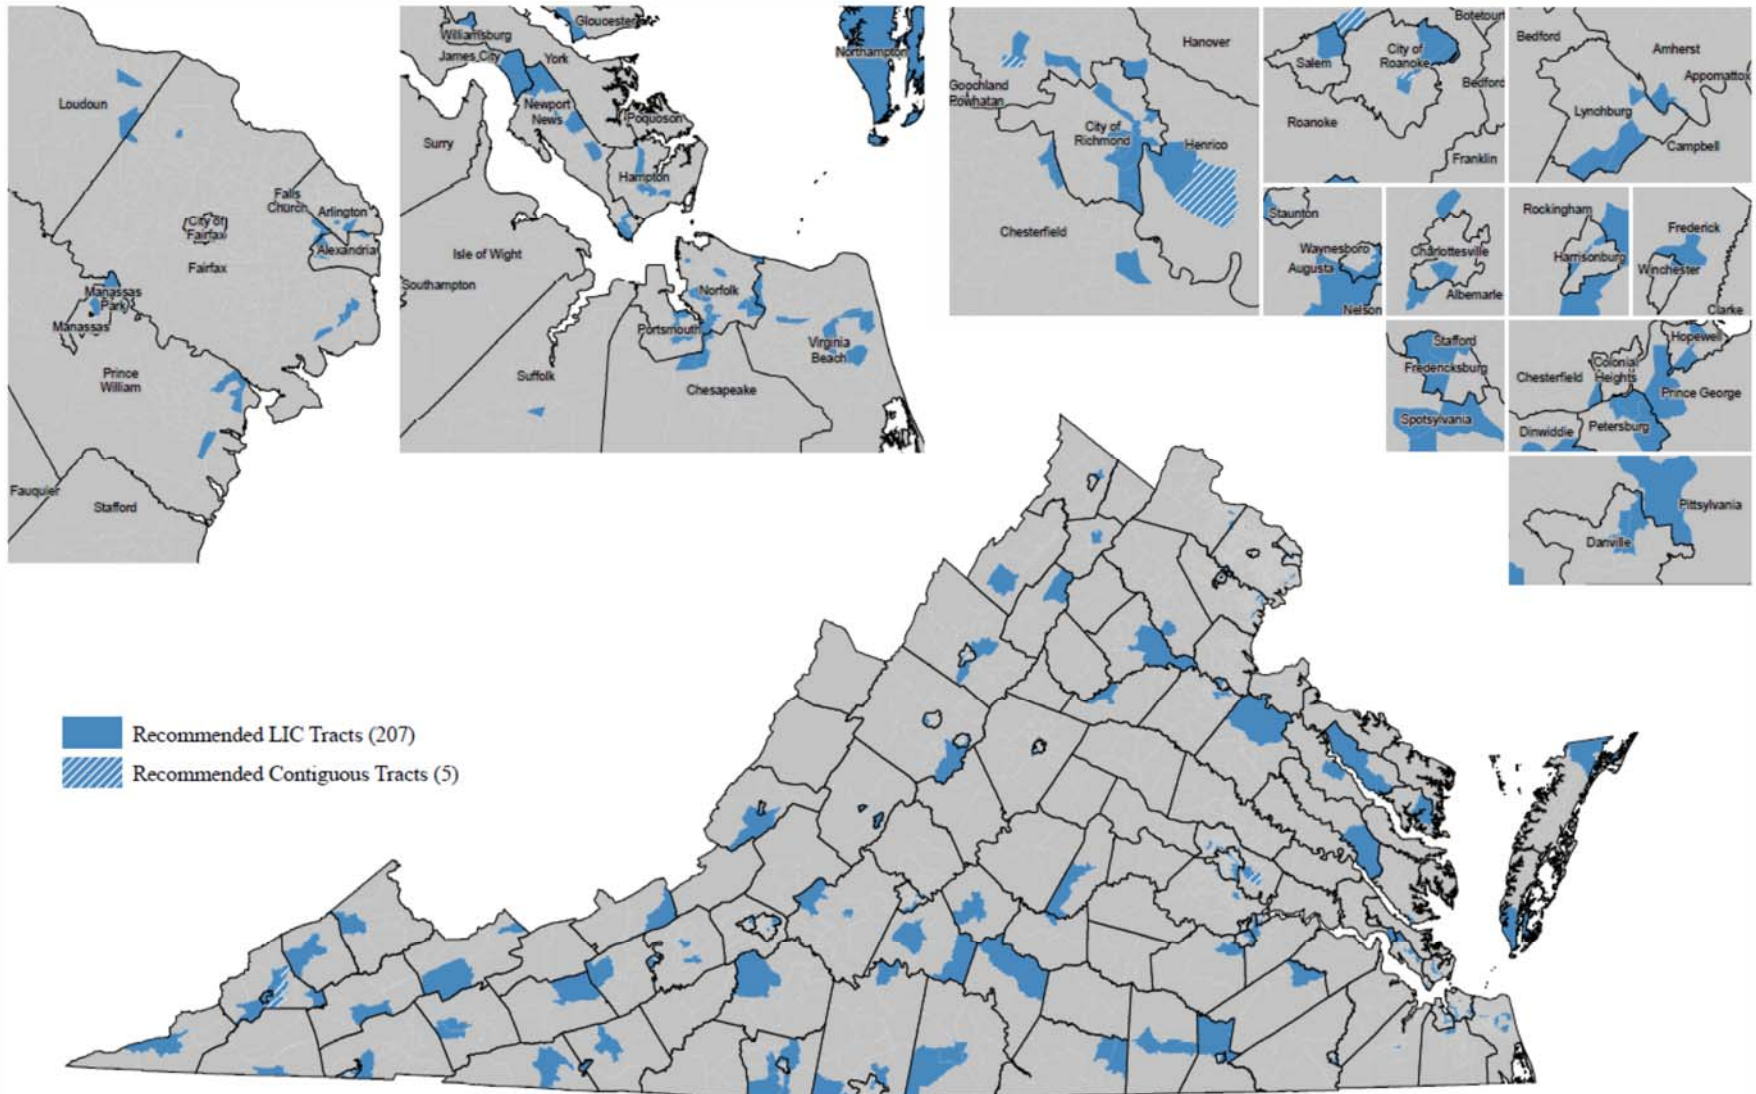 Loudoun
Falls
Church
Arlington
City of
Fairfax
Alexandria
Fairfax
Manassas
Park
Manassas
Prince
William
Fauquier
Stafford
Gloucester
Williamsburg
James City
York
Northampton
Newport
News
Poquoson
Surry
Hampton
Isle of Wight
Southampton
Norfolk
Portsmouth
Virginia
Beach
Suffolk
Chesapeake
Hanover
Goochland
Powhatan
City of
Richmond
Henrico
Chesterfield
Botetourt
City of
Roanoke
Salem
Bedford
Roanoke
Franklin
Bedford
Amherst
Appomattox
Lynchburg
Campbell
Staunton
Waynesboro
Augusta
Nelson
Charlottesville
Albemarle
Rockingham
Harrisonburg
Frederick
Winchester
Clarke
Stafford
Fredericksburg
Spotsylvania
Hopewell
Colonial
Heights
Chesterfield
Prince George
Dinwiddie
Petersburg
Pittsylvania
Danville
Recommended LIC Tracts (207)
Recommended Contiguous Tracts (5)